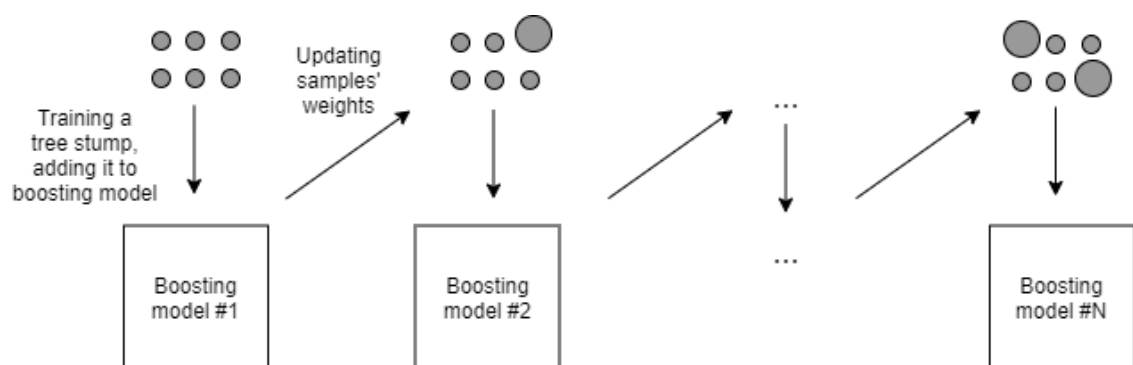 Training a
tree stump,
adding it to
boosting model
Updating
samples'
weights
...
...
Boosting
model #1
Boosting
model #2
Boosting
model #N